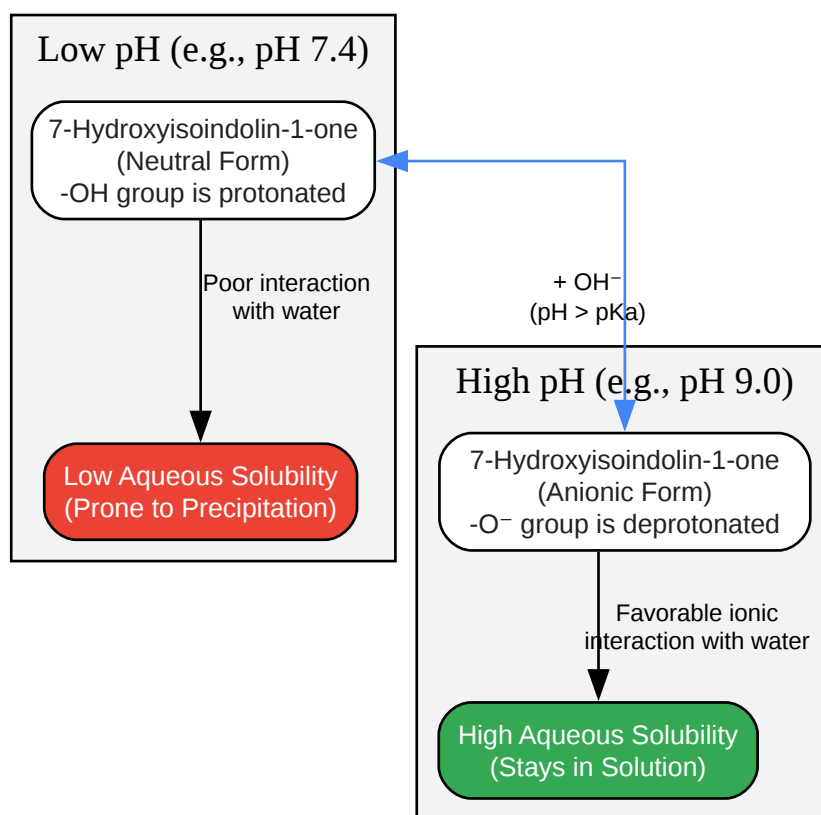 Low pH (e.g., pH 7.4)
7-Hydroxyisoindolin-1-one
(Neutral Form)
-OH group is protonated
Poor interaction
with water
Low Aqueous Solubility
(Prone to Precipitation)
+ OH⁻
(pH > pKa)
High pH (e.g., pH 9.0)
7-Hydroxyisoindolin-1-one
(Anionic Form)
-O⁻ group is deprotonated
Favorable ionic
interaction with water
High Aqueous Solubility
(Stays in Solution)